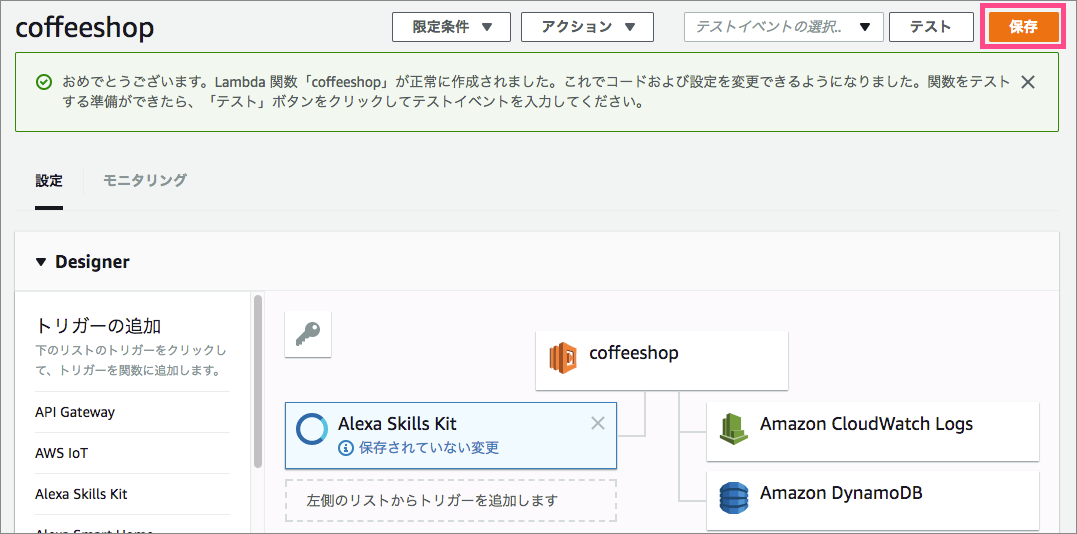 coffeeshop
限定条件 ▼
アクション ▼
テストイベントの選択.. ▼
テスト
保存
おめでとうございます。Lambda 関数「coffeeshop」が正常に作成されました。これでコードおよび設定を変更できるようになりました。関数をテスト
する準備ができたら、「テスト」ボタンをクリックしてテストイベントを入力してください。
設定
モニタリング
▼ Designer
トリガーの追加
下のリストのトリガーをクリックし
て、トリガーを関数に追加します。
API Gateway
AWS IoT
Alexa Skills Kit
Alexa Smart Home
coffeeshop
Alexa Skills Kit
保存されていない変更
左側のリストからトリガーを追加します
Amazon CloudWatch Logs
Amazon DynamoDB